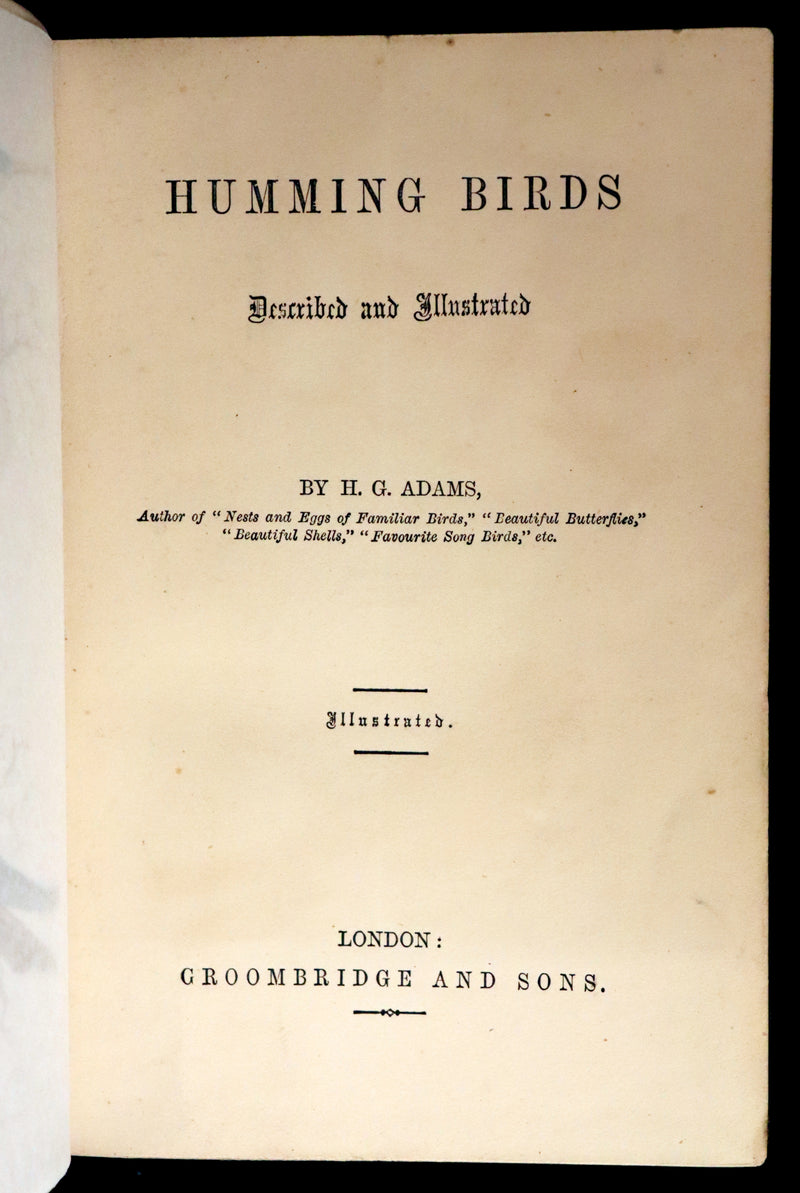 HUMMING BIRDS
Described and Illustrated
BY H. G. ADAMS,
Author of "Nests and Eggs of Familiar Birds," "Beautiful Butterflies,"
"Beautiful Shells," "Favourite Song Birds," etc.
Illustrated.
LONDON:
GROOMBRIDGE AND SONS.